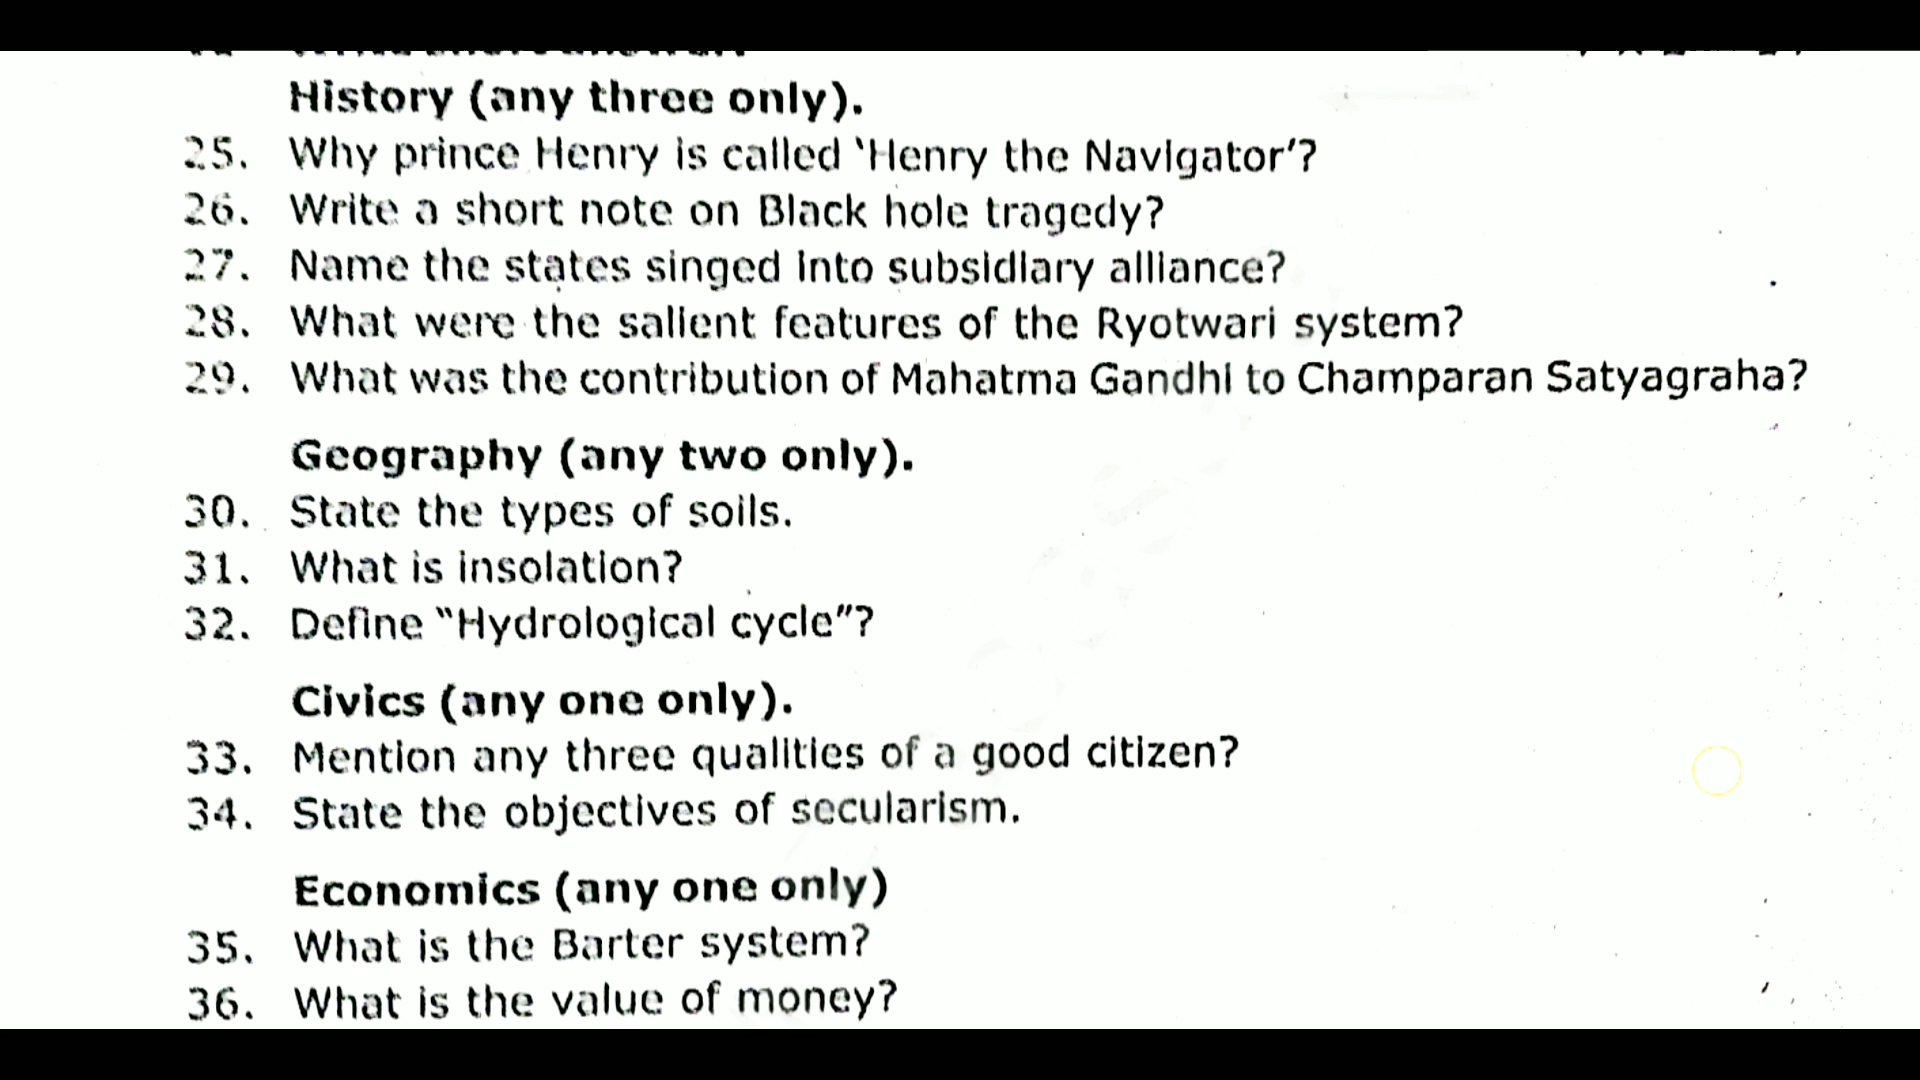 History (any three only).
25. Why prince Henry is called 'Henry the Navigator'?
26. Write a short note on Black hole tragedy?
27. Name the states singed into subsidiary alliance?
28. What were the salient features of the Ryotwari system?
29. What was the contribution of Mahatma Gandhi to Champaran Satyagraha?
Geography (any two only).
30. State the types of soils.
31. What is insolation?
32. Define "Hydrological cycle"?
Civics (any one only).
33. Mention any three qualities of a good citizen?
34. State the objectives of secularism.
Economics (any one only)
35. What is the Barter system?
36. What is the value of money?